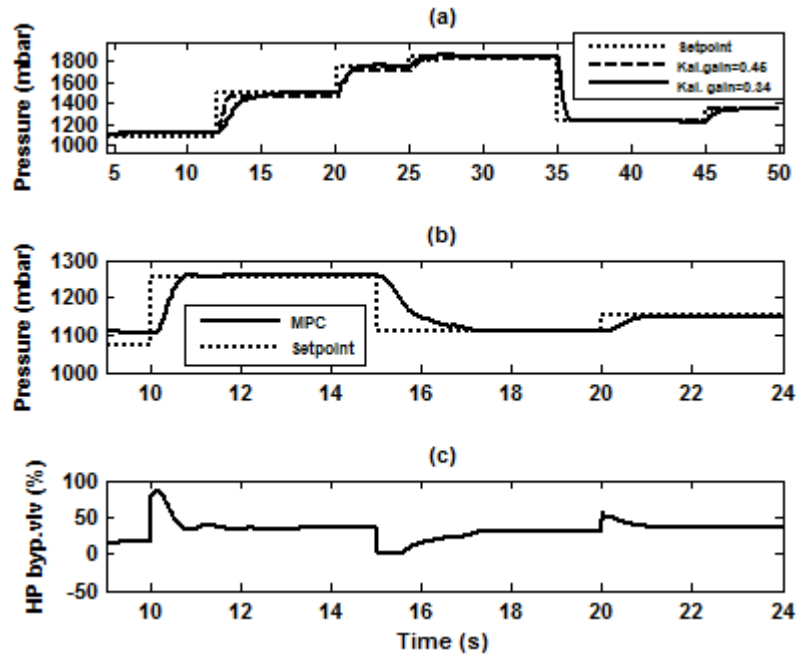 (a)
Pressure (mbar)
1800
1600
1400
1200
1000
Setpoint
Kal.gain=0.45
Kal. gain=0.34
5 10 15 20 25 30 35 40 45 50
(b)
Pressure (mbar)
1300
1200
1100
1000
MPC
Setpoint
10 12 14 16 18 20 22 24
(c)
HP byp.vlv (%)
100
50
0
-50
10 12 14 16 18 20 22 24
Time (s)